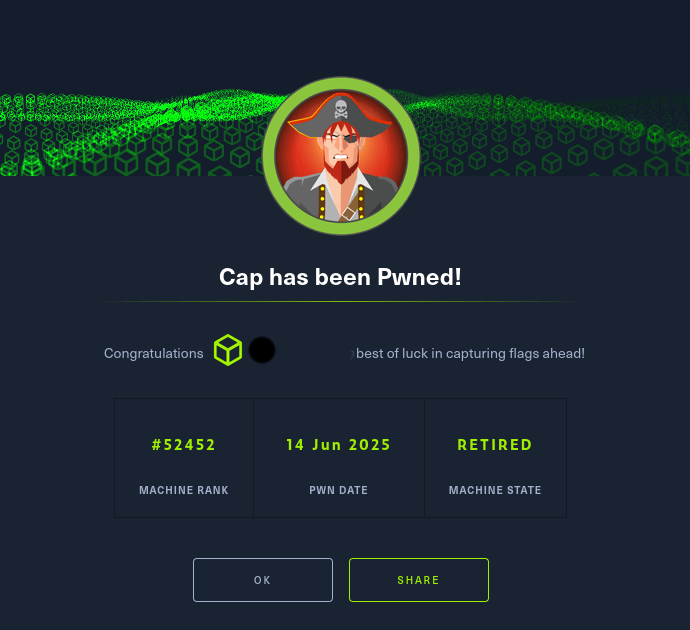 Cap has been Pwned!
Congratulations best of luck in capturing flags ahead!
#52452 14 Jun 2025 RETIRED
MACHINE RANK PWN DATE MACHINE STATE
OK SHARE